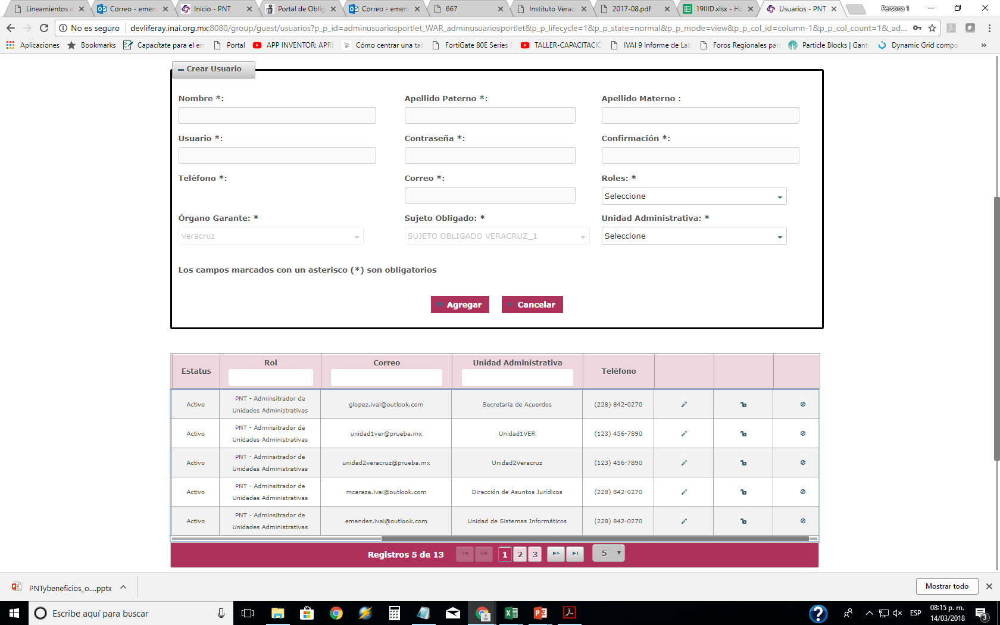 Lineamientos d
Correo - emen
Inicio - PNT
Portal de Oblig
Correo - emen
667
Instituto Verac
2017-08.pdf
19IIID.xlsx - Ho
Usuarios - PNT
Persona 1
No es seguro
devliferay.inai.org.mx:8080/group/guest/usuarios?p_p_id=adminusuariosportlet_WAR_adminusuariosportlet&p_p_lifecycle=1&p_p_state=normal&p_p_mode=view&p_p_col_id=column-1&p_p_col_count=1&_ad...
Aplicaciones
Bookmarks
Capacítate para el em
Portal
APP INVENTOR: APRE
Cómo centrar una tab
FortiGate 80E Series
TALLER-CAPACITACIÓ
IVAI 9 Informe de Lab
Foros Regionales par
Particle Blocks | Gant
Dynamic Grid compo
Crear Usuario
Nombre *:
Apellido Paterno *:
Apellido Materno :
Usuario *:
Contraseña *:
Confirmación *:
Teléfono *:
Correo *:
Roles: *
Seleccione
Órgano Garante: *
Sujeto Obligado: *
Unidad Administrativa: *
Veracruz
SUJETO OBLIGADO VERACRUZ_1
Seleccione
Los campos marcados con un asterisco (*) son obligatorios
Agregar
Cancelar
Estatus
Rol
Correo
Unidad Administrativa
Teléfono
Activo
PNT - Adminsitrador de
Unidades Administrativas
glopez.ivai@outlook.com
Secretaría de Acuerdos
(228) 842-0270
Activo
PNT - Adminsitrador de
Unidades Administrativas
unidad1ver@prueba.mx
Unidad1VER
(123) 456-7890
Activo
PNT - Adminsitrador de
Unidades Administrativas
unidad2veracruz@prueba.mx
Unidad2Veracruz
(123) 456-7890
Activo
PNT - Adminsitrador de
Unidades Administrativas
mcaraza.ivai@outlook.com
Dirección de Asuntos Jurídicos
(228) 842-0270
Activo
PNT - Adminsitrador de
Unidades Administrativas
emendez.ivai@outlook.com
Unidad de Sistemas Informáticos
(228) 842-0270
Registros 5 de 13
1
2
3
5
PNTybeneficios_o....pptx
Mostrar todo
Escribe aquí para buscar
ESP
08:15 p. m.
14/03/2018
3